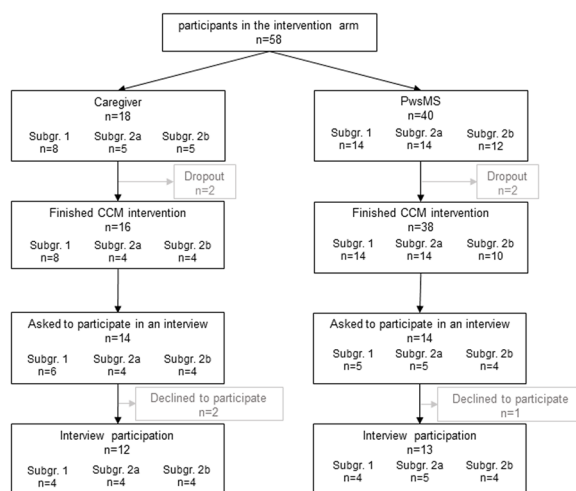 participants in the intervention arm
n=58
Caregiver
n=18
Subgr. 1 Subgr. 2a Subgr. 2b
n=8 n=5 n=5
Dropout
n=2
Finished CCM intervention
n=16
Subgr. 1 Subgr. 2a Subgr. 2b
n=8 n=4 n=4
Asked to participate in an interview
n=14
Subgr. 1 Subgr. 2a Subgr. 2b
n=6 n=4 n=4
Declined to participate
n=2
Interview participation
n=12
Subgr. 1 Subgr. 2a Subgr. 2b
n=4 n=4 n=4
PwsMS
n=40
Subgr. 1 Subgr. 2a Subgr. 2b
n=14 n=14 n=12
Dropout
n=2
Finished CCM intervention
n=38
Subgr. 1 Subgr. 2a Subgr. 2b
n=14 n=14 n=10
Asked to participate in an interview
n=14
Subgr. 1 Subgr. 2a Subgr. 2b
n=5 n=5 n=4
Declined to participate
n=1
Interview participation
n=13
Subgr. 1 Subgr. 2a Subgr. 2b
n=4 n=5 n=4